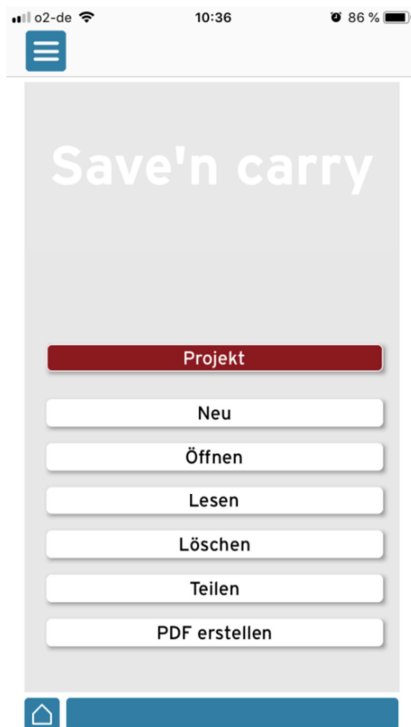 o2-de 10:36 86 %
Save'n carry
Projekt
Neu
Öffnen
Lesen
Löschen
Teilen
PDF erstellen